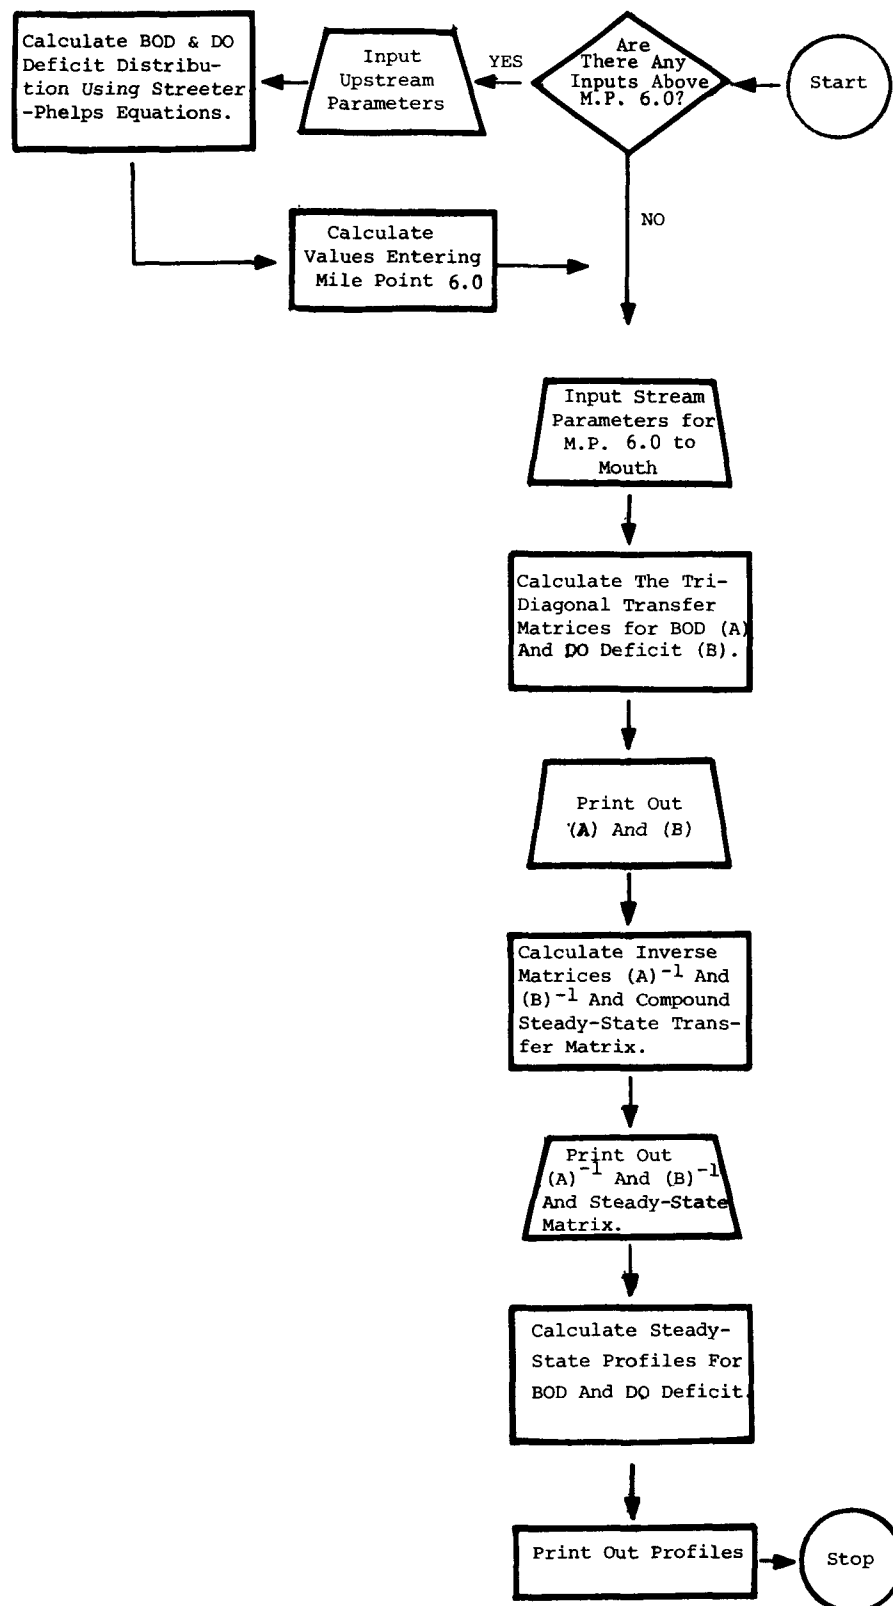 Start
Are
There Any
Inputs Above
M.P. 6.0?
YES
Input
Upstream
Parameters
Calculate BOD & DO
Deficit Distribu-
tion Using Streeter
-Phelps Equations.
NO
Calculate
Values Entering
Mile Point 6.0
Input Stream
Parameters for
M.P. 6.0 to
Mouth
Calculate The Tri-
Diagonal Transfer
Matrices for BOD (A)
And DO Deficit (B).
Print Out
(A) And (B)
Calculate Inverse
Matrices (A)⁻¹ And
(B)⁻¹ And Compound
Steady-State Trans-
fer Matrix.
Print Out
(A)⁻¹ And (B)⁻¹
And Steady-State
Matrix.
Calculate Steady-
State Profiles For
BOD And DO Deficit.
Print Out Profiles
Stop